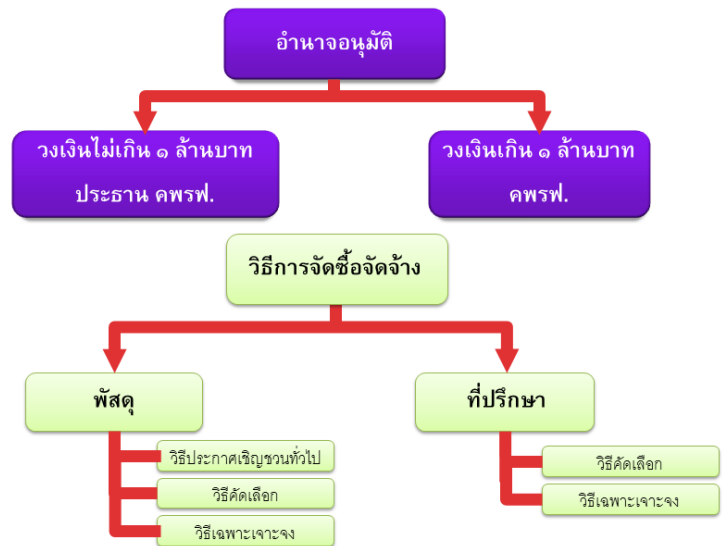 อำนาจอนุมัติ
วงเงินไม่เกิน ๑ ล้านบาท
ประธาน คพรฟ.
วงเงินเกิน ๑ ล้านบาท
คพรฟ.
วิธีการจัดซื้อจัดจ้าง
พัสดุ
วิธีประกาศเชิญชวนทั่วไป
วิธีคัดเลือก
วิธีเฉพาะเจาะจง
ที่ปรึกษา
วิธีคัดเลือก
วิธีเฉพาะเจาะจง